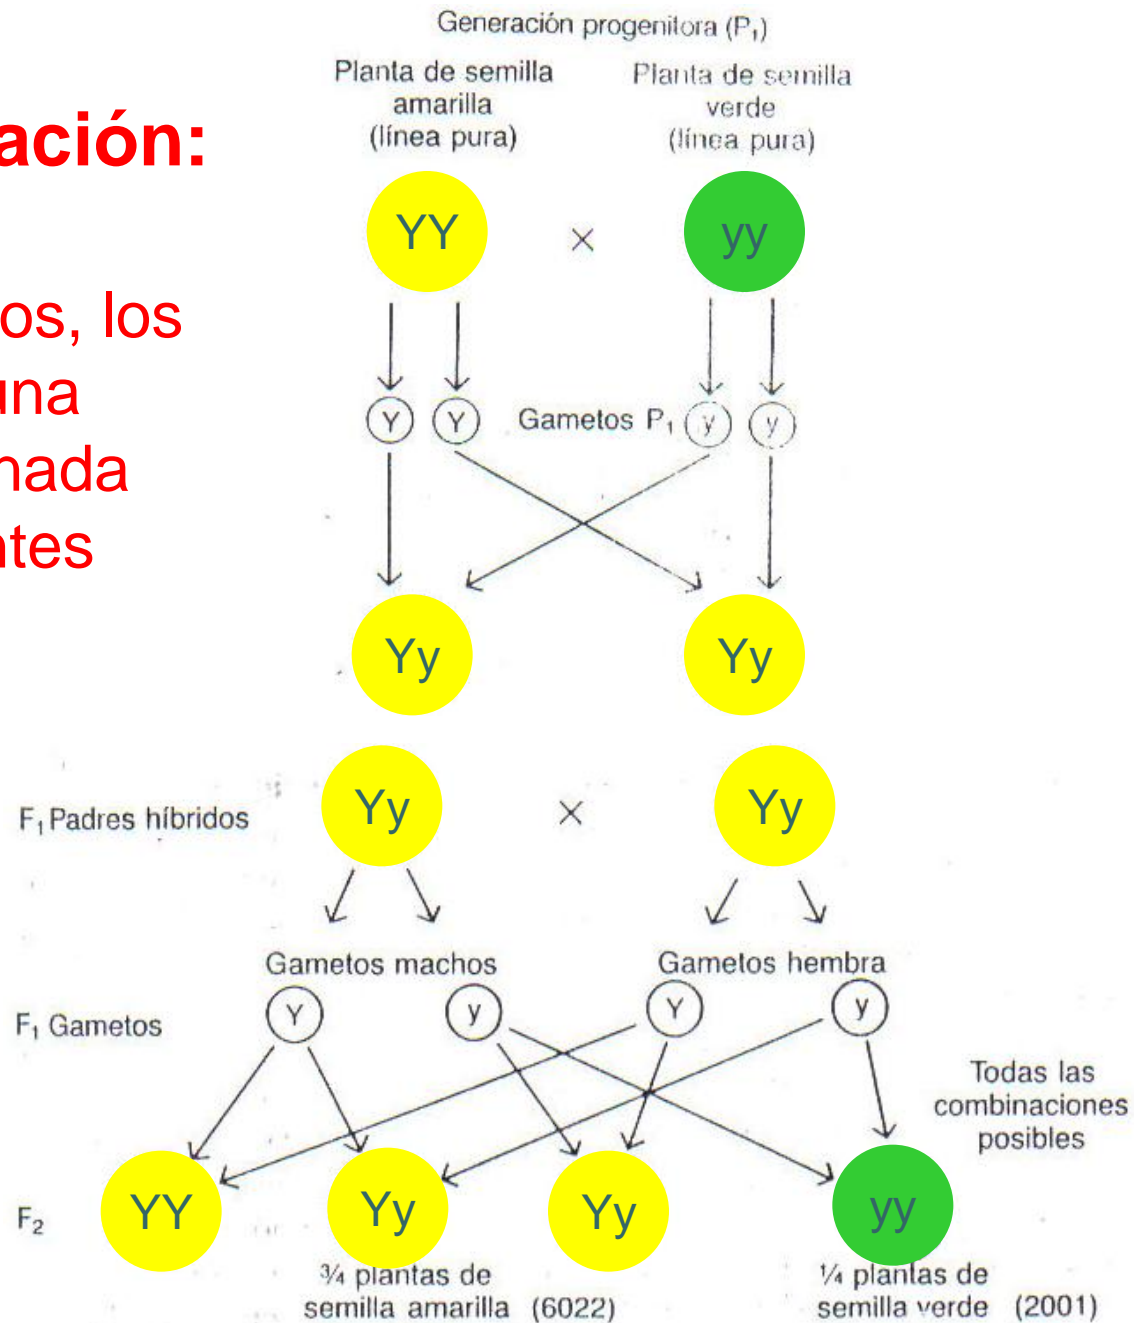 Generación progenitora (P₁)
Planta de semilla amarilla (línea pura)
Planta de semilla verde (línea pura)
ación:
os, los
una
nada
ntes
YY
×
yy
Y
Y
Gametos P₁
y
y
Yy
Yy
F₁ Padres híbridos
Yy
×
Yy
Gametos machos
Gametos hembra
F₁ Gametos
Y
y
Y
y
Todas las
combinaciones
posibles
F₂
YY
Yy
Yy
yy
¾ plantas de
semilla amarilla (6022)
¼ plantas de
semilla verde (2001)